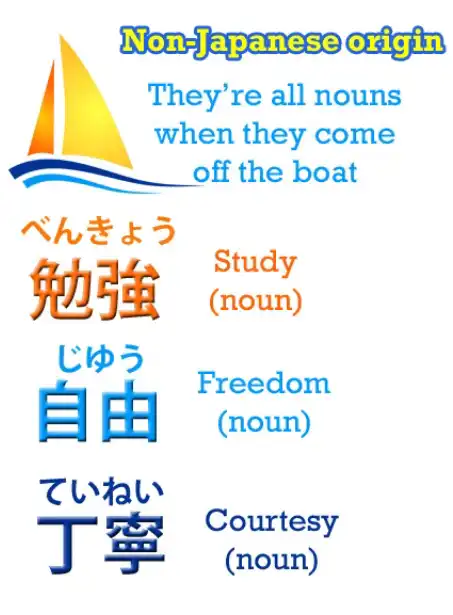 Non-Japanese origin
They're all nouns
when they come
off the boat
べんきょう
勉強
Study
(noun)
じゆう
自由
Freedom
(noun)
ていねい
丁寧
Courtesy
(noun)